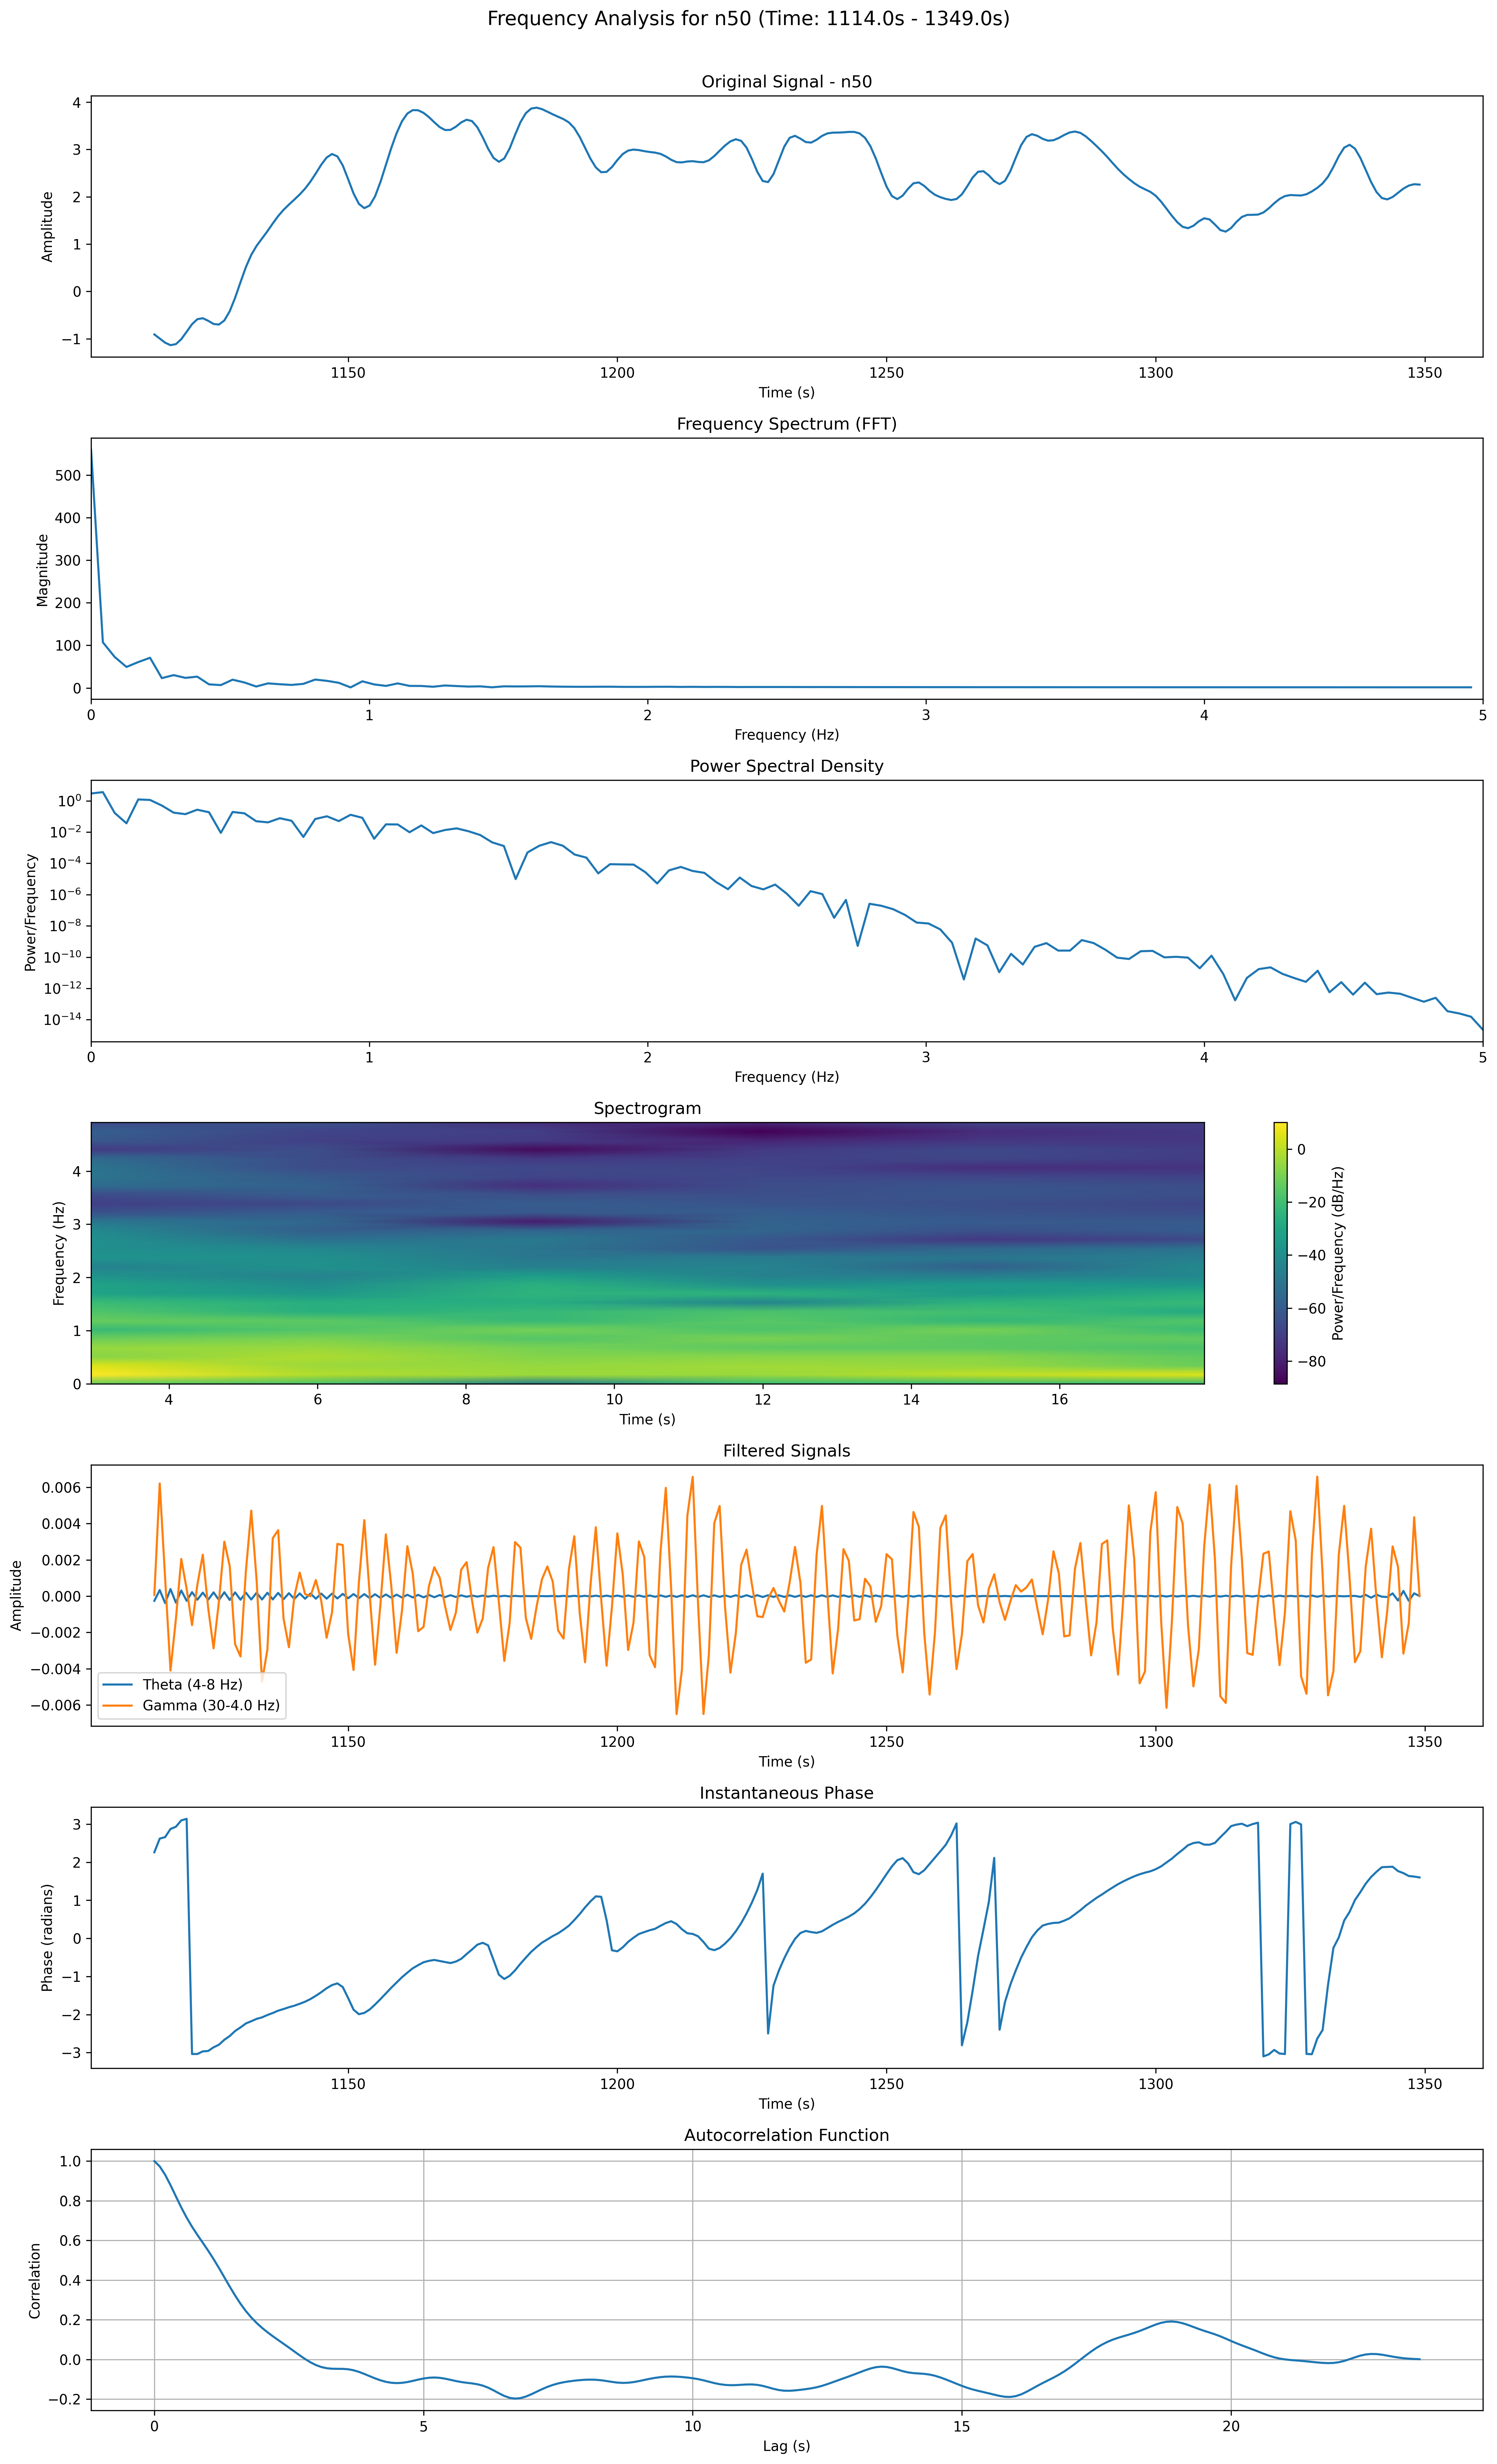 Frequency Analysis for n50 (Time: 1114.0s - 1349.0s)
Original Signal - n50
Amplitude
4
3
2
1
0
−1
1150 1200 1250 1300 1350
Time (s)
Frequency Spectrum (FFT)
Magnitude
500
400
300
200
100
0
0 1 2 3 4 5
Frequency (Hz)
Power Spectral Density
Power/Frequency
10⁰
10⁻²
10⁻⁴
10⁻⁶
10⁻⁸
10⁻¹⁰
10⁻¹²
10⁻¹⁴
0 1 2 3 4 5
Frequency (Hz)
Spectrogram
Frequency (Hz)
4
3
2
1
0
4 6 8 10 12 14 16
Time (s)
0
−20
−40
−60
−80
Power/Frequency (dB/Hz)
Filtered Signals
Amplitude
0.006
0.004
0.002
0.000
−0.002
−0.004
−0.006
Theta (4-8 Hz)
Gamma (30-4.0 Hz)
1150 1200 1250 1300 1350
Time (s)
Instantaneous Phase
Phase (radians)
3
2
1
0
−1
−2
−3
1150 1200 1250 1300 1350
Time (s)
Autocorrelation Function
Correlation
1.0
0.8
0.6
0.4
0.2
0.0
−0.2
0 5 10 15 20
Lag (s)